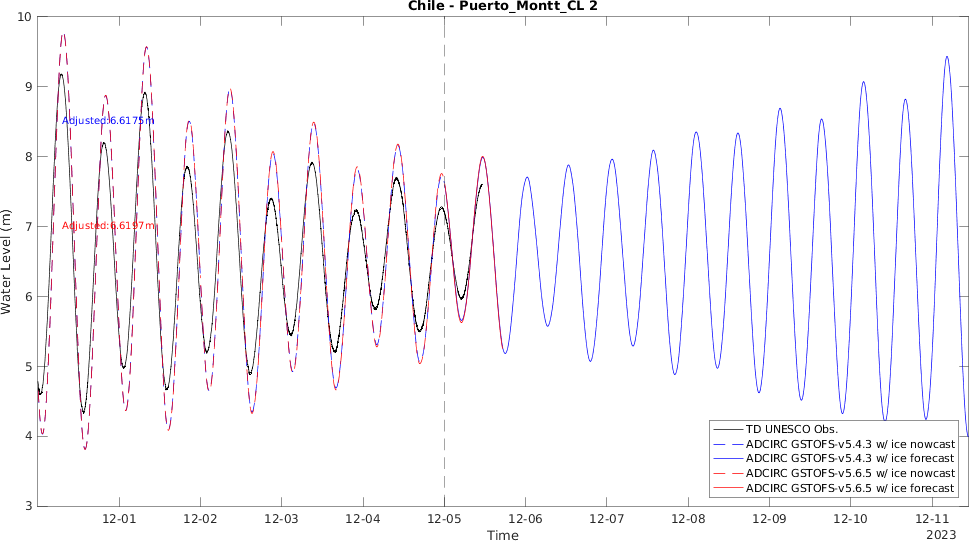 Chile - Puerto_Montt_CL 2
10
9
8
7
6
5
4
3
Water Level (m)
Adjusted:6.6175m
Adjusted:6.6197m
TD UNESCO Obs.
ADCIRC GSTOFS-v5.4.3 w/ ice nowcast
ADCIRC GSTOFS-v5.4.3 w/ ice forecast
ADCIRC GSTOFS-v5.6.5 w/ ice nowcast
ADCIRC GSTOFS-v5.6.5 w/ ice forecast
12-01 12-02 12-03 12-04 12-05 12-06 12-07 12-08 12-09 12-10 12-11
Time
2023